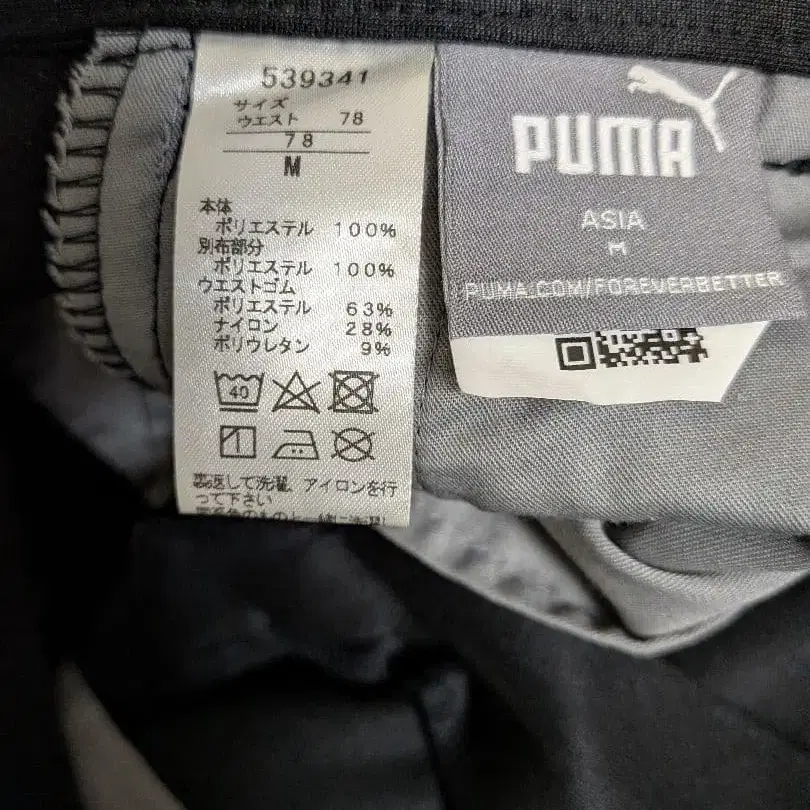 539341
サイズ
ウエスト 78
78
M
本体
ポリエステル 100%
別布部分
ポリエステル 100%
ウエストゴム
ポリエステル 63%
ナイロン 28%
ポリウレタン 9%
40
裏返して洗濯、アイロンを行
って下さい
PUMA
ASIA
M
PUMA.COM/FOREVERBETTER